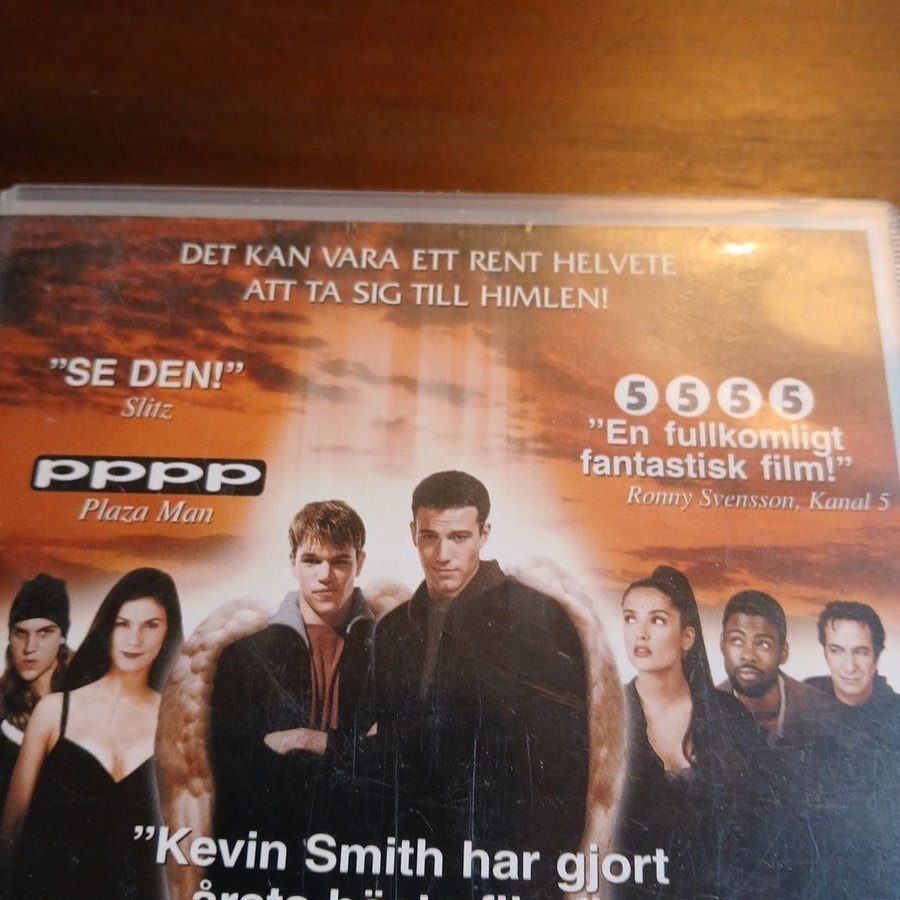 DET KAN VARA ETT RENT HELVETE
ATT TA SIG TILL HIMLEN!
”SE DEN!”
Slitz
pppp
Plaza Man
5 5 5 5
”En fullkomligt
fantastisk film!”
Ronny Svensson, Kanal 5
”Kevin Smith har gjort
årets